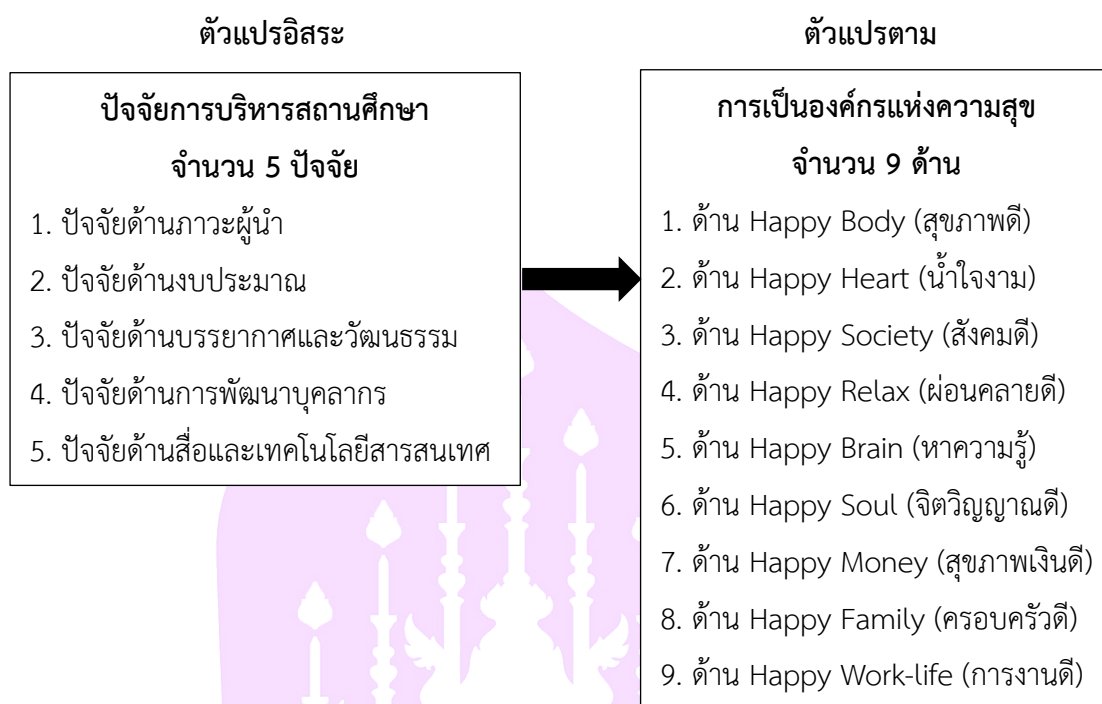 ตัวแปรอิสระ
ปัจจัยการบริหารสถานศึกษา
จำนวน 5 ปัจจัย
1. ปัจจัยด้านภาวะผู้นำ
2. ปัจจัยด้านงบประมาณ
3. ปัจจัยด้านบรรยากาศและวัฒนธรรม
4. ปัจจัยด้านการพัฒนาบุคลากร
5. ปัจจัยด้านสื่อและเทคโนโลยีสารสนเทศ
ตัวแปรตาม
การเป็นองค์กรแห่งความสุข
จำนวน 9 ด้าน
1. ด้าน Happy Body (สุขภาพดี)
2. ด้าน Happy Heart (น้ำใจงาม)
3. ด้าน Happy Society (สังคมดี)
4. ด้าน Happy Relax (ผ่อนคลายดี)
5. ด้าน Happy Brain (หาความรู้)
6. ด้าน Happy Soul (จิตวิญญาณดี)
7. ด้าน Happy Money (สุขภาพเงินดี)
8. ด้าน Happy Family (ครอบครัวดี)
9. ด้าน Happy Work-life (การงานดี)